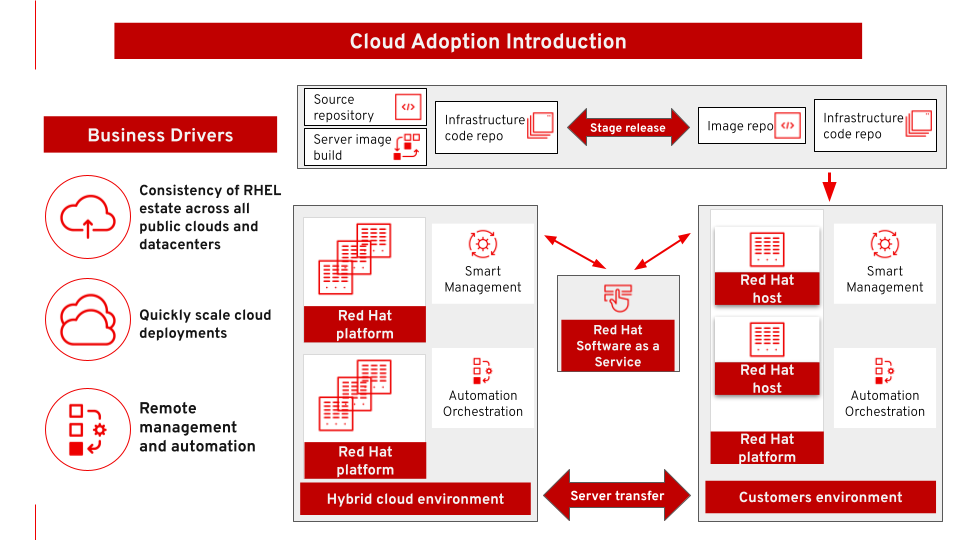 Cloud Adoption Introduction
Business Drivers
Consistency of RHEL
estate across all
public clouds and
datacenters
Quickly scale cloud
deployments
Remote
management
and automation
Source
repository
</>
Server image
build
Infrastructure
code repo
Stage release
Image repo
</>
Infrastructure
code repo
Red Hat
platform
Smart
Management
Red Hat
platform
Automation
Orchestration
Hybrid cloud environment
Red Hat
Software as a
Service
Server transfer
Red Hat
host
Smart
Management
Red Hat
host
Automation
Orchestration
Red Hat
platform
Customers environment